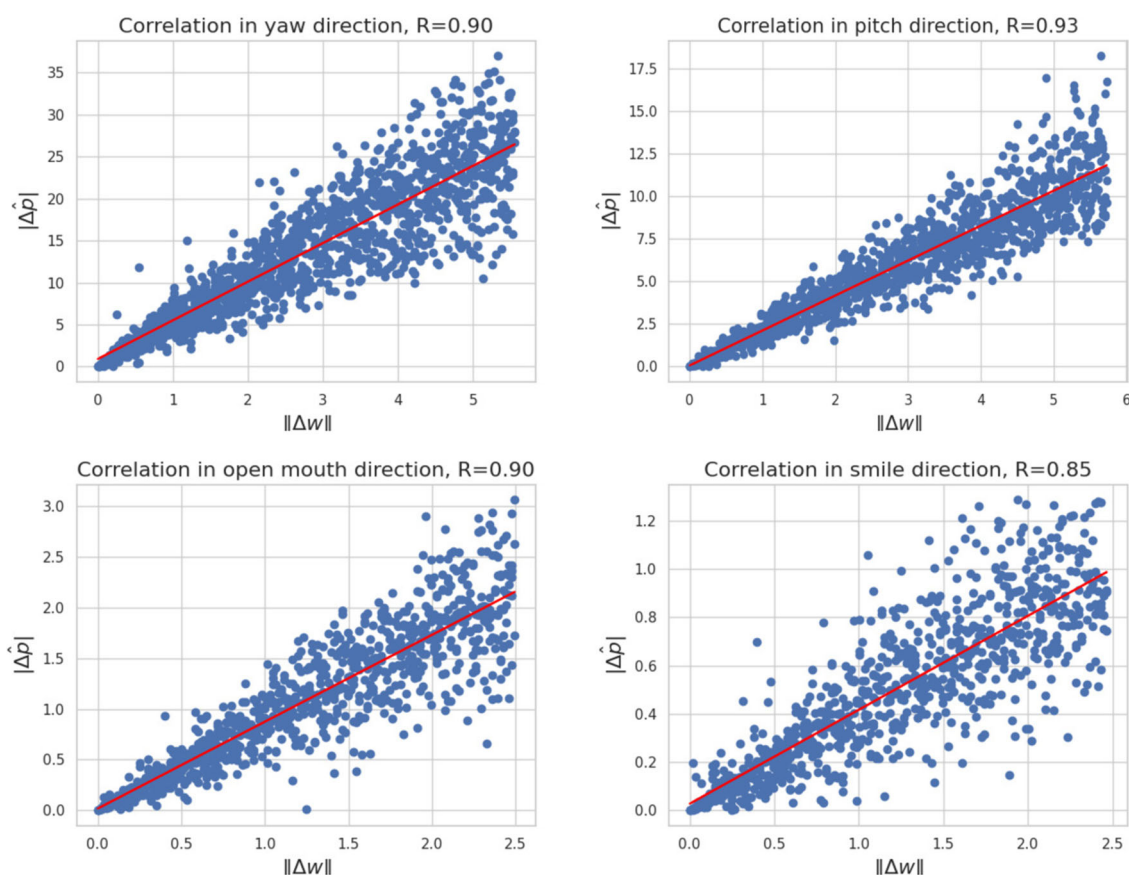 Correlation in yaw direction, R=0.90
35
30
25
20
15
10
5
0
|Δp̂|
0 1 2 3 4 5
‖Δw‖
Correlation in pitch direction, R=0.93
17.5
15.0
12.5
10.0
7.5
5.0
2.5
0.0
|Δp̂|
0 1 2 3 4 5 6
‖Δw‖
Correlation in open mouth direction, R=0.90
3.0
2.5
2.0
1.5
1.0
0.5
0.0
|Δp̂|
0.0 0.5 1.0 1.5 2.0 2.5
‖Δw‖
Correlation in smile direction, R=0.85
1.2
1.0
0.8
0.6
0.4
0.2
0.0
|Δp̂|
0.0 0.5 1.0 1.5 2.0 2.5
‖Δw‖